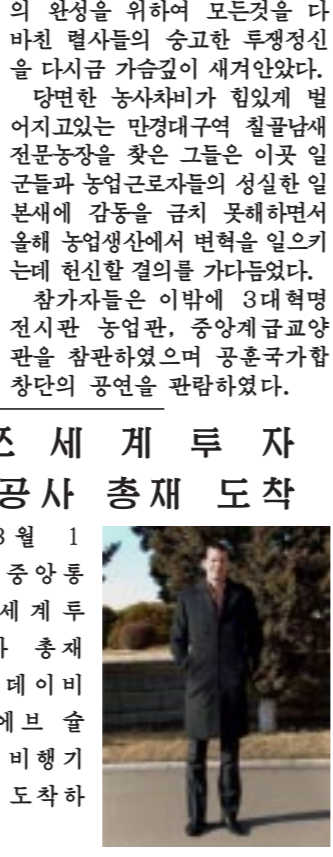 의 완성을 위하여 모든것을 다
바친 렬사들의 숭고한 투쟁정신
을 다시금 가슴깊이 새겨안았다.
당면한 농사차비가 힘있게 벌
어지고있는 만경대구역 칠골남새
전문농장을 찾은 그들은 이곳 일
군들과 농업근로자들의 성실한 일
본새에 감동을 금치 못해하면서
올해 농업생산에서 변혁을 일으키
는데 헌신할 결의를 가다듬었다.
참가자들은 이밖에 3대혁명
전시관 농업관, 중앙계급교양
관을 참관하였으며 공훈국가합
창단의 공연을 관람하였다.
세 계 투 자
공사 총재 도착
월 1
중앙통
세계투
총재
데이비
에브 슐
비행기
도착하